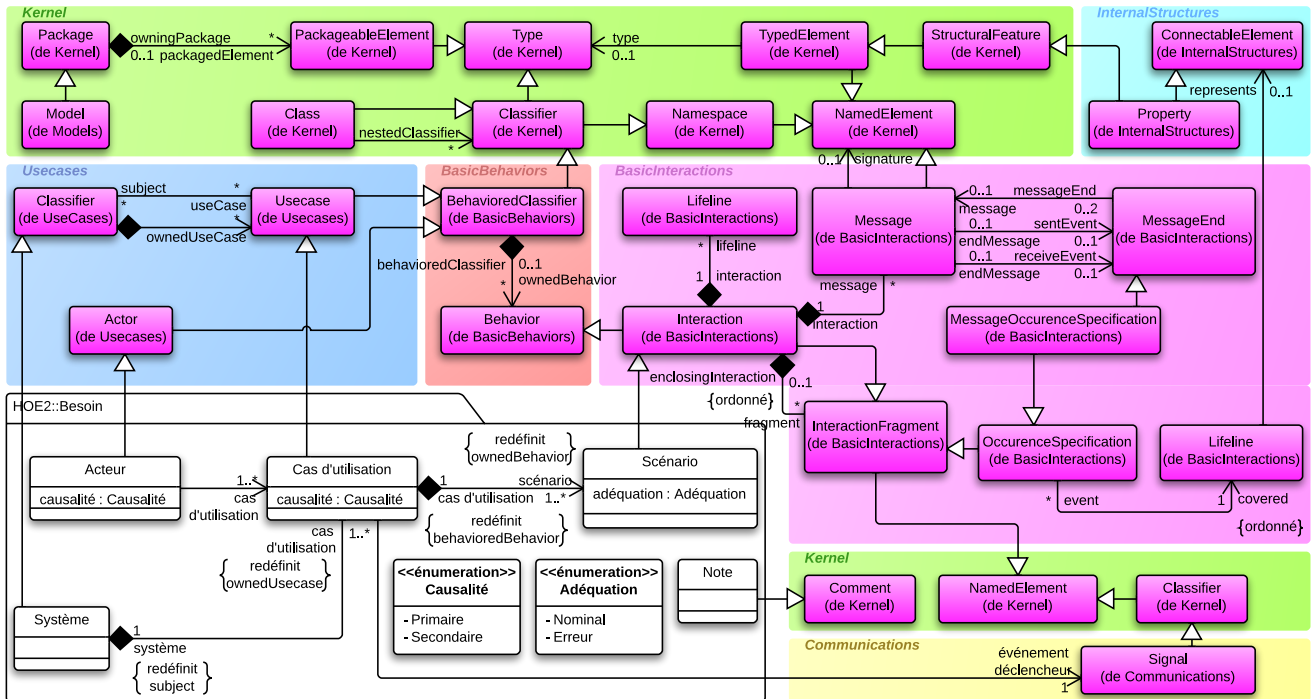 Kernel
Package
(de Kernel)
owningPackage
*
0..1
packagedElement
PackageableElement
(de Kernel)
Type
(de Kernel)
type
0..1
TypedElement
(de Kernel)
StructuralFeature
(de Kernel)
Model
(de Models)
Class
(de Kernel)
nestedClassifier
*
Classifier
(de Kernel)
Namespace
(de Kernel)
NamedElement
(de Kernel)
InternalStructures
ConnectableElement
(de InternalStructures)
represents
0..1
Property
(de InternalStructures)
Usecases
Classifier
(de UseCases)
subject
*
*
useCase
*
ownedUseCase
Usecase
(de Usecases)
Actor
(de Usecases)
BasicBehaviors
BehavioredClassifier
(de BasicBehaviors)
behavioredClassifier
0..1
ownedBehavior
*
Behavior
(de BasicBehaviors)
BasicInteractions
Lifeline
(de BasicInteractions)
*
lifeline
1
interaction
Interaction
(de BasicInteractions)
0..1
signature
Message
(de BasicInteractions)
message
*
1
interaction
0..1
messageEnd
message
0..2
0..1
sentEvent
endMessage
0..1
0..1
receiveEvent
endMessage
0..1
MessageEnd
(de BasicInteractions)
MessageOccurenceSpecification
(de BasicInteractions)
enclosingInteraction
0..1
{ordonné}
*
fragment
InteractionFragment
(de BasicInteractions)
OccurenceSpecification
(de BasicInteractions)
Lifeline
(de BasicInteractions)
*
event
1
covered
{ordonné}
HOE2::Besoin
Acteur
causalité : Causalité
1..*
cas
d'utilisation
Cas d'utilisation
causalité : Causalité
{redéfinit
ownedBehavior}
1
scénario
cas d'utilisation
1..*
{redéfinit
behavioredBehavior}
Scénario
adéquation : Adéquation
cas
d'utilisation
1..*
{redéfinit
ownedUsecase}
Système
1
système
{redéfinit
subject}
<<énumeration>>
Causalité
- Primaire
- Secondaire
<<énumeration>>
Adéquation
- Nominal
- Erreur
Note
Kernel
Comment
(de Kernel)
NamedElement
(de Kernel)
Classifier
(de Kernel)
Communications
événement
déclencheur
1
Signal
(de Communications)